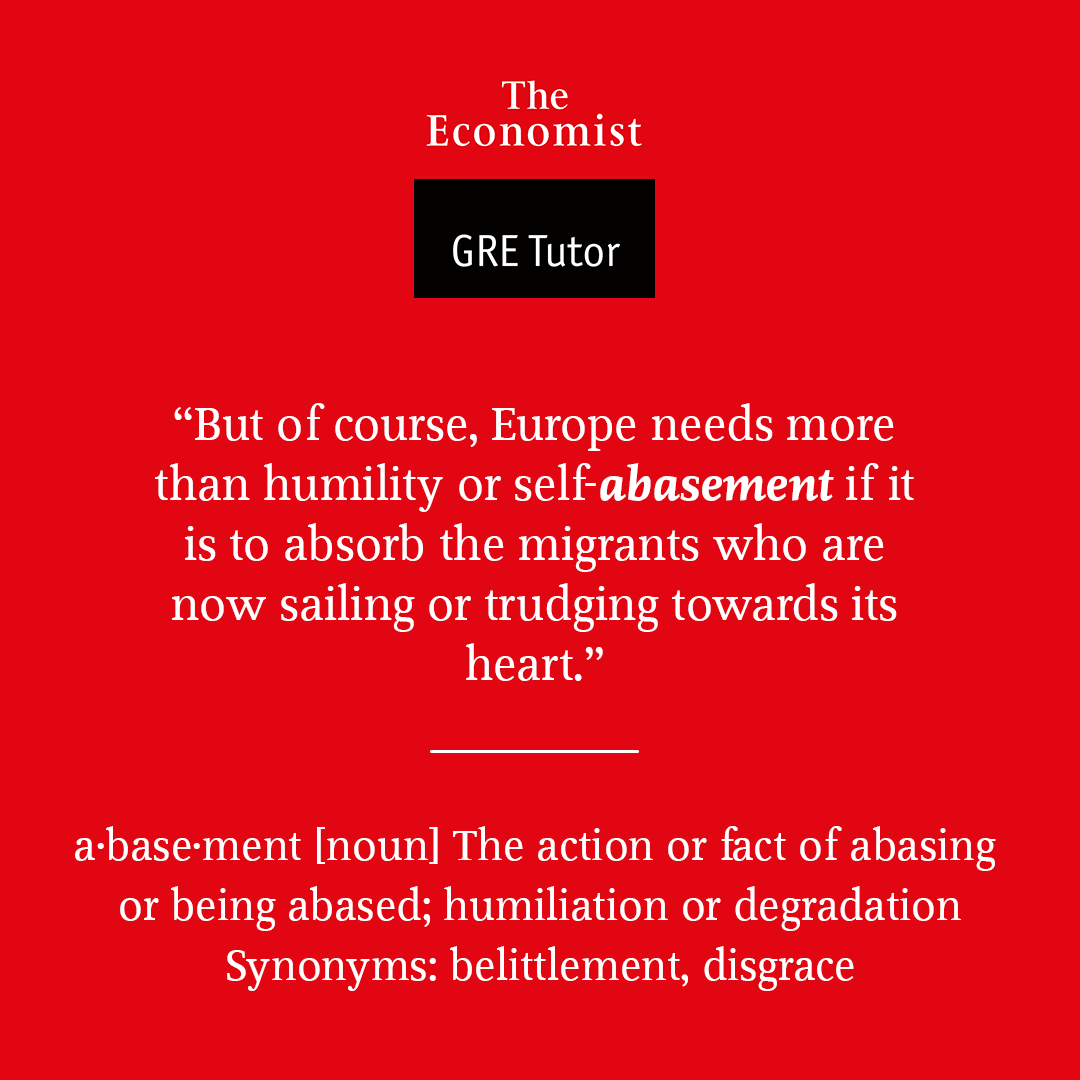 The
Economist
GRE Tutor
“But of course, Europe needs more
than humility or self-abasement if it
is to absorb the migrants who are
now sailing or trudging towards its
heart.”
a·base·ment [noun] The action or fact of abasing
or being abased; humiliation or degradation
Synonyms: belittlement, disgrace